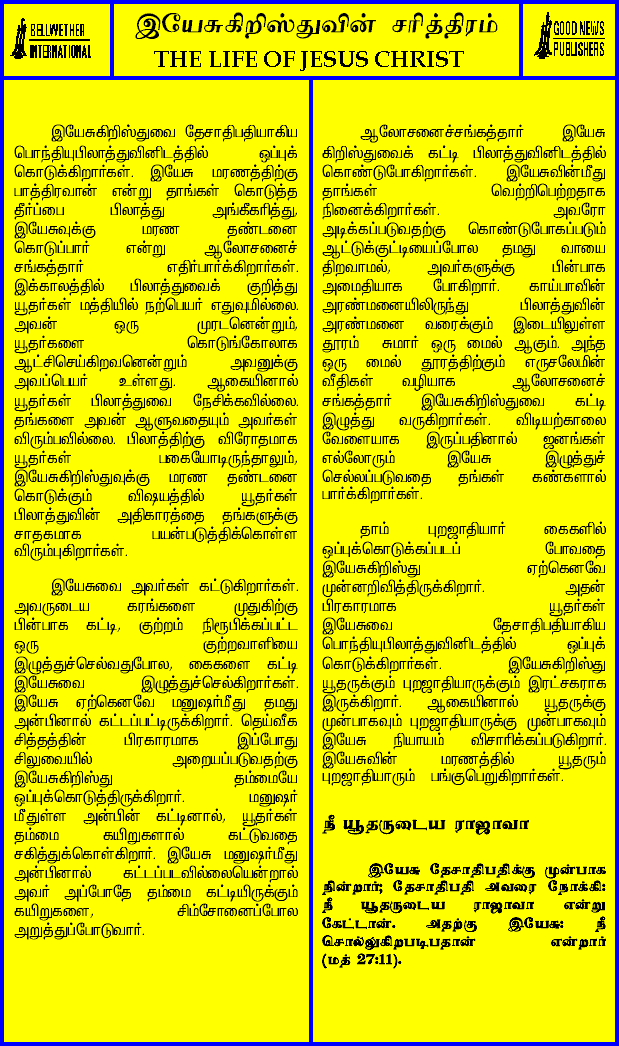 BELLWETHER
INTERNATIONAL
இயேசுகிறிஸ்துவின் சரித்திரம்
THE LIFE OF JESUS CHRIST
GOOD NEWS
PUBLISHERS
இயேசுகிறிஸ்துவை தேசாதிபதியாகிய
பொந்தியுபிலாத்துவினிடத்தில் ஒப்புக்
கொடுக்கிறார்கள். இயேசு மரணத்திற்கு
பாத்திரவான் என்று தாங்கள் கொடுத்த
தீர்ப்பை பிலாத்து அங்கீகரித்து,
இயேசுவுக்கு மரண தண்டனை
கொடுப்பார் என்று ஆலோசனைச்
சங்கத்தார் எதிர்பார்க்கிறார்கள்.
இக்காலத்தில் பிலாத்துவைக் குறித்து
யூதர்கள் மத்தியில் நற்பெயர் எதுவுமில்லை.
அவன் ஒரு முரடனென்றும்,
யூதர்களை கொடுங்கோலாக
ஆட்சிசெய்கிறவனென்றும் அவனுக்கு
அவப்பெயர் உள்ளது. ஆகையினால்
யூதர்கள் பிலாத்துவை நேசிக்கவில்லை.
தங்களை அவன் ஆளுவதையும் அவர்கள்
விரும்பவில்லை. பிலாத்திற்கு விரோதமாக
யூதர்கள் பகையோடிருந்தாலும்,
இயேசுகிறிஸ்துவுக்கு மரண தண்டனை
கொடுக்கும் விஷயத்தில் யூதர்கள்
பிலாத்துவின் அதிகாரத்தை தங்களுக்கு
சாதகமாக பயன்படுத்திக்கொள்ள
விரும்புகிறார்கள்.
இயேசுவை அவர்கள் கட்டுகிறார்கள்.
அவருடைய கரங்களை முதுகிற்கு
பின்பாக கட்டி, குற்றம் நிரூபிக்கப்பட்ட
ஒரு குற்றவாளியை
இழுத்துச்செல்வதுபோல, கைகளை கட்டி
இயேசுவை இழுத்துச்செல்கிறார்கள்.
இயேசு ஏற்கெனவே மனுஷர்மீது தமது
அன்பினால் கட்டப்பட்டிருக்கிறார். தெய்வீக
சித்தத்தின் பிரகாரமாக இப்போது
சிலுவையில் அறையப்படுவதற்கு
இயேசுகிறிஸ்து தம்மையே
ஒப்புக்கொடுத்திருக்கிறார். மனுஷர்
மீதுள்ள அன்பின் கட்டினால், யூதர்கள்
தம்மை கயிறுகளால் கட்டுவதை
சகித்துக்கொள்கிறார். இயேசு மனுஷர்மீது
அன்பினால் கட்டப்படவில்லையென்றால்
அவர் அப்போதே தம்மை கட்டியிருக்கும்
கயிறுகளை, சிம்சோனைப்போல
அறுத்துப்போடுவார்.
ஆலோசனைச்சங்கத்தார் இயேசு
கிறிஸ்துவைக் கட்டி பிலாத்துவினிடத்தில்
கொண்டுபோகிறார்கள். இயேசுவின்மீது
தாங்கள் வெற்றிபெற்றதாக
நினைக்கிறார்கள். அவரோ
அடிக்கப்படுவதற்கு கொண்டுபோகப்படும்
ஆட்டுக்குட்டியைப்போல தமது வாயை
திறவாமல், அவர்களுக்கு பின்பாக
அமைதியாக போகிறார். காய்பாவின்
அரண்மனையிலிருந்து பிலாத்துவின்
அரண்மனை வரைக்கும் இடையிலுள்ள
தூரம் சுமார் ஒரு மைல் ஆகும். அந்த
ஒரு மைல் தூரத்திற்கும் எருசலேமின்
வீதிகள் வழியாக ஆலோசனைச்
சங்கத்தார் இயேசுகிறிஸ்துவை கட்டி
இழுத்து வருகிறார்கள். விடியற்காலை
வேளையாக இருப்பதினால் ஜனங்கள்
எல்லோரும் இயேசு இழுத்துச்
செல்லப்படுவதை தங்கள் கண்களால்
பார்க்கிறார்கள்.
தாம் புறஜாதியார் கைகளில்
ஒப்புக்கொடுக்கப்படப் போவதை
இயேசுகிறிஸ்து ஏற்கெனவே
முன்னறிவித்திருக்கிறார். அதன்
பிரகாரமாக யூதர்கள்
இயேசுவை தேசாதிபதியாகிய
பொந்தியுபிலாத்துவினிடத்தில் ஒப்புக்
கொடுக்கிறார்கள். இயேசுகிறிஸ்து
யூதருக்கும் புறஜாதியாருக்கும் இரட்சகராக
இருக்கிறார். ஆகையினால் யூதருக்கு
முன்பாகவும் புறஜாதியாருக்கு முன்பாகவும்
இயேசு நியாயம் விசாரிக்கப்படுகிறார்.
இயேசுவின் மரணத்தில் யூதரும்
புறஜாதியாரும் பங்குபெறுகிறார்கள்.
நீ யூதருடைய ராஜாவா
இயேசு தேசாதிபதிக்கு முன்பாக
நின்றார்; தேசாதிபதி அவரை நோக்கி:
நீ யூதருடைய ராஜாவா என்று
கேட்டான். அதற்கு இயேசு: நீ
சொல்லுகிறபடிதான் என்றார்
(மத் 27:11).